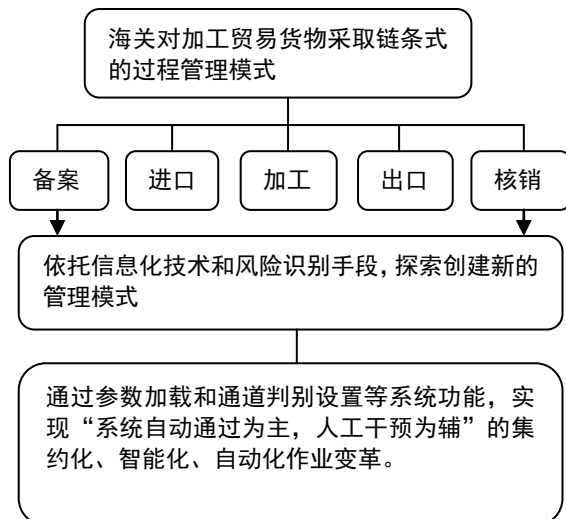 海关对加工贸易货物采取链条式
的过程管理模式
备案
进口
加工
出口
核销
依托信息化技术和风险识别手段，探索创建新的
管理模式
通过参数加载和通道判别设置等系统功能，实
现“系统自动通过为主，人工干预为辅”的集
约化、智能化、自动化作业变革。